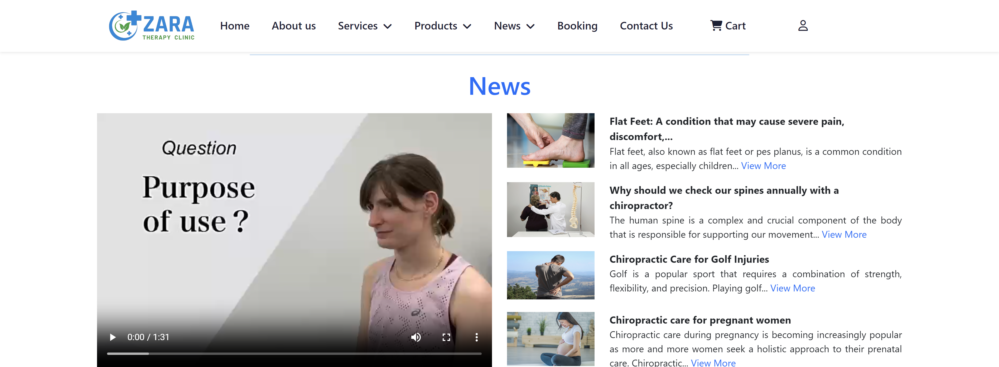 ZARA
THERAPY CLINIC
Home
About us
Services
Products
News
Booking
Contact Us
Cart
News
Question
Purpose
of use ?
0:00 / 1:31
Flat Feet: A condition that may cause severe pain,
discomfort,...
Flat feet, also known as flat feet or pes planus, is a common condition
in all ages, especially children... View More
Why should we check our spines annually with a
chiropractor?
The human spine is a complex and crucial component of the body
that is responsible for supporting our movement... View More
Chiropractic Care for Golf Injuries
Golf is a popular sport that requires a combination of strength,
flexibility, and precision. Playing golf... View More
Chiropractic care for pregnant women
Chiropractic care during pregnancy is becoming increasingly popular
as more and more women seek a holistic approach to their prenatal
care. Chiropractic... View More